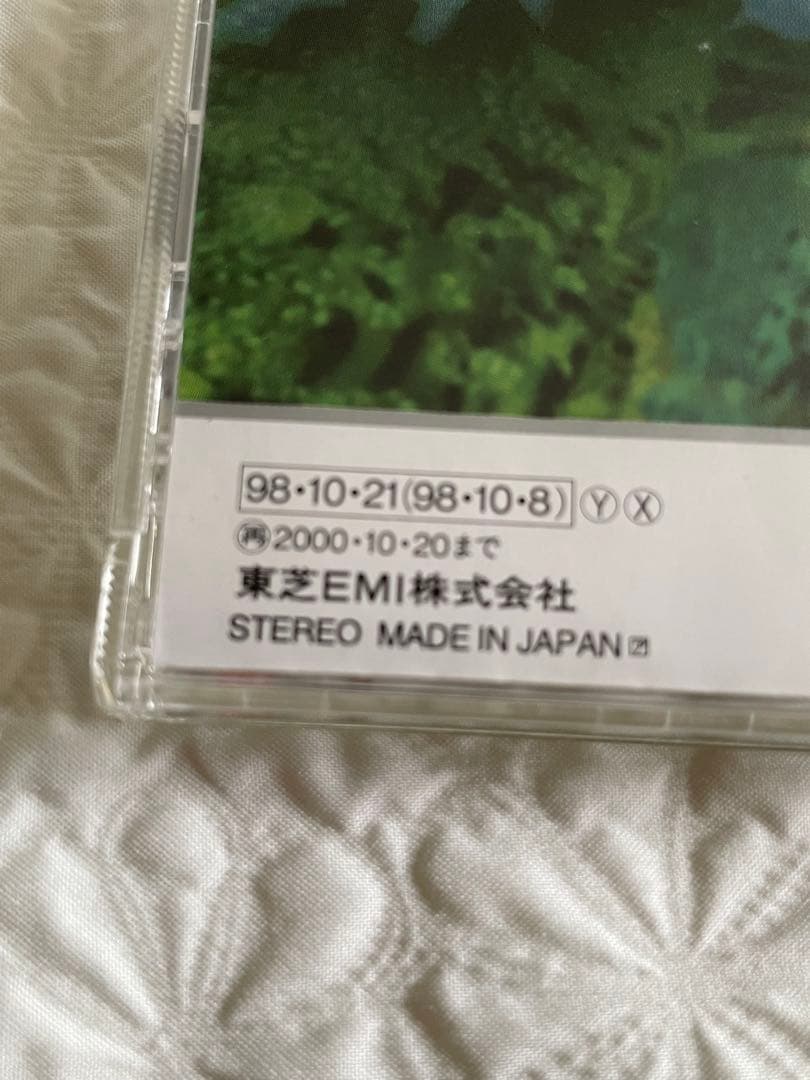 98・10・21(98・10・8) Ⓨ Ⓧ
㊢2000・10・20まで
東芝EMI株式会社
STEREO MADE IN JAPAN